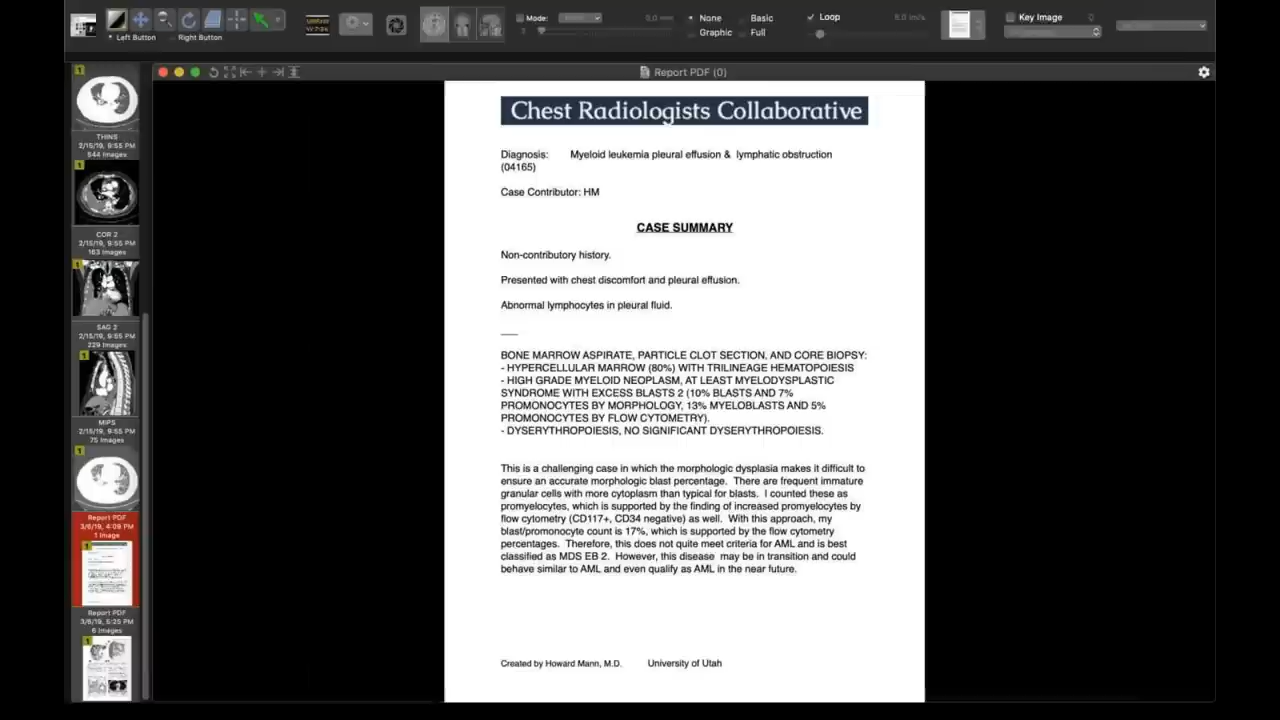 Mode:
None
Basic
Loop
Key Image
0
Left Button
Right Button
Graphic
Full
Report PDF (0)
THINS
2/15/19, 9:55 PM
544 Images
COR 2
2/15/19, 9:55 PM
163 Images
SAG 2
2/15/19, 9:55 PM
229 Images
MIPS
2/15/19, 9:55 PM
75 Images
Report PDF
3/6/19, 4:09 PM
1 Image
Report PDF
3/6/19, 5:25 PM
6 Images
Chest Radiologists Collaborative
Diagnosis: Myeloid leukemia pleural effusion & lymphatic obstruction
(04165)
Case Contributor: HM
CASE SUMMARY
Non-contributory history.
Presented with chest discomfort and pleural effusion.
Abnormal lymphocytes in pleural fluid.
BONE MARROW ASPIRATE, PARTICLE CLOT SECTION, AND CORE BIOPSY:
- HYPERCELLULAR MARROW (80%) WITH TRILINEAGE HEMATOPOIESIS
- HIGH GRADE MYELOID NEOPLASM, AT LEAST MYELODYSPLASTIC
SYNDROME WITH EXCESS BLASTS 2 (10% BLASTS AND 7%
PROMONOCYTES BY MORPHOLOGY, 13% MYELOBLASTS AND 5%
PROMONOCYTES BY FLOW CYTOMETRY).
- DYSERYTHROPOIESIS, NO SIGNIFICANT DYSERYTHROPOIESIS.
This is a challenging case in which the morphologic dysplasia makes it difficult to
ensure an accurate morphologic blast percentage. There are frequent immature
granular cells with more cytoplasm than typical for blasts. I counted these as
promyelocytes, which is supported by the finding of increased promyelocytes by
flow cytometry (CD117+, CD34 negative) as well. With this approach, my
blast/promonocyte count is 17%, which is supported by the flow cytometry
percentages. Therefore, this does not quite meet criteria for AML and is best
classified as MDS EB 2. However, this disease may be in transition and could
behave similar to AML and even qualify as AML in the near future.
Created by Howard Mann, M.D. University of Utah